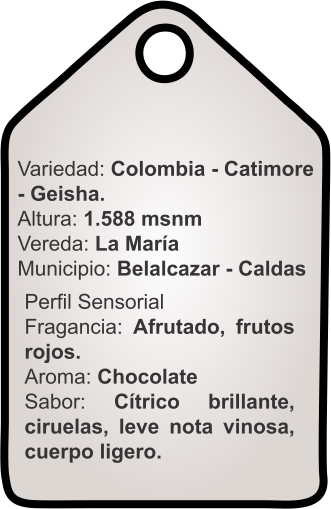 Variedad: Colombia - Catimore
- Geisha.
Altura: 1.588 msnm
Vereda: La María
Municipio: Belalcazar - Caldas
Perfil Sensorial
Fragancia: Afrutado, frutos
rojos.
Aroma: Chocolate
Sabor: Cítrico brillante,
ciruelas, leve nota vinosa,
cuerpo ligero.